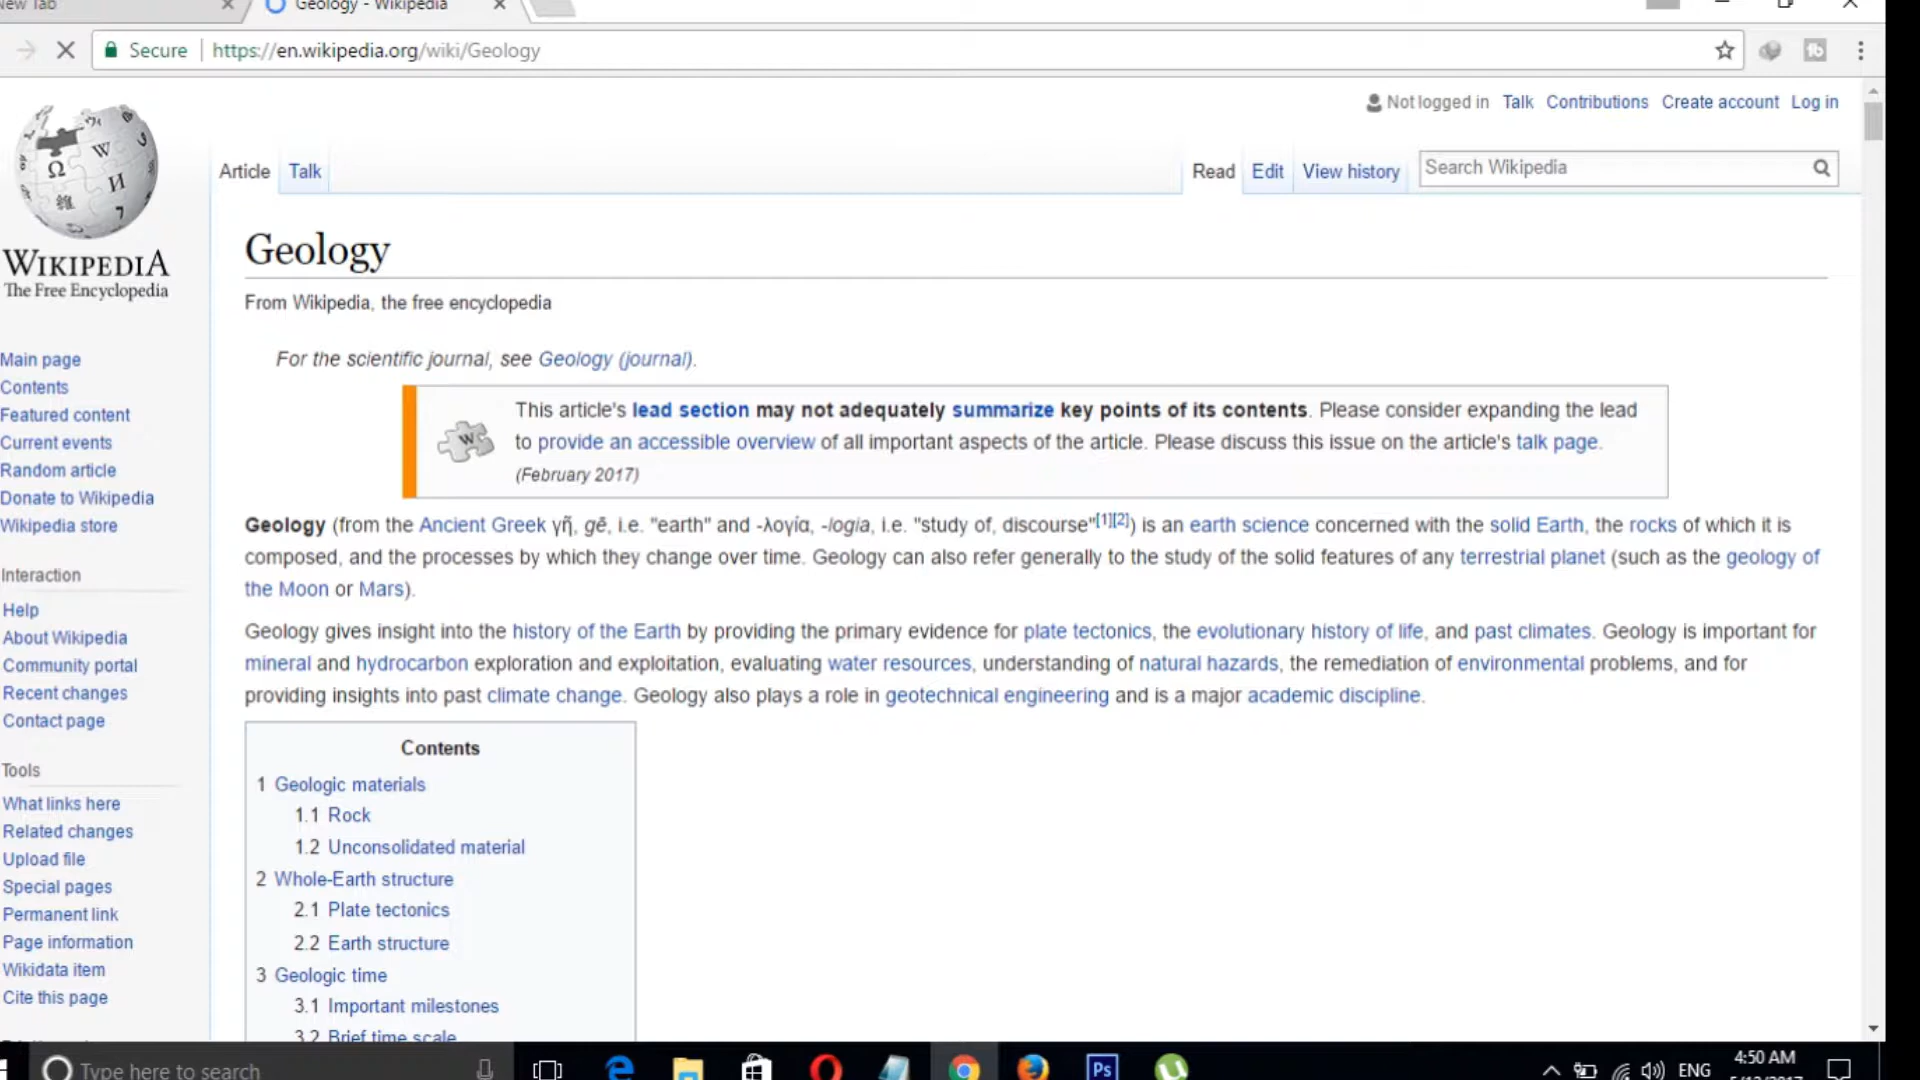 New Tab
Geology - Wikipedia
Secure
https://en.wikipedia.org/wiki/Geology
Not logged in Talk Contributions Create account Log in
Article Talk
Read Edit View history
Search Wikipedia
WIKIPEDIA
The Free Encyclopedia
Main page
Contents
Featured content
Current events
Random article
Donate to Wikipedia
Wikipedia store
Interaction
Help
About Wikipedia
Community portal
Recent changes
Contact page
Tools
What links here
Related changes
Upload file
Special pages
Permanent link
Page information
Wikidata item
Cite this page
Geology
From Wikipedia, the free encyclopedia
For the scientific journal, see Geology (journal).
This article's lead section may not adequately summarize key points of its contents. Please consider expanding the lead
to provide an accessible overview of all important aspects of the article. Please discuss this issue on the article's talk page.
(February 2017)
Geology (from the Ancient Greek γῆ, gē, i.e. "earth" and -λογία, -logia, i.e. "study of, discourse"[1][2]) is an earth science concerned with the solid Earth, the rocks of which it is
composed, and the processes by which they change over time. Geology can also refer generally to the study of the solid features of any terrestrial planet (such as the geology of
the Moon or Mars).
Geology gives insight into the history of the Earth by providing the primary evidence for plate tectonics, the evolutionary history of life, and past climates. Geology is important for
mineral and hydrocarbon exploration and exploitation, evaluating water resources, understanding of natural hazards, the remediation of environmental problems, and for
providing insights into past climate change. Geology also plays a role in geotechnical engineering and is a major academic discipline.
Contents
1 Geologic materials
1.1 Rock
1.2 Unconsolidated material
2 Whole-Earth structure
2.1 Plate tectonics
2.2 Earth structure
3 Geologic time
3.1 Important milestones
3.2 Brief time scale
Type here to search
Ps
ENG
4:50 AM